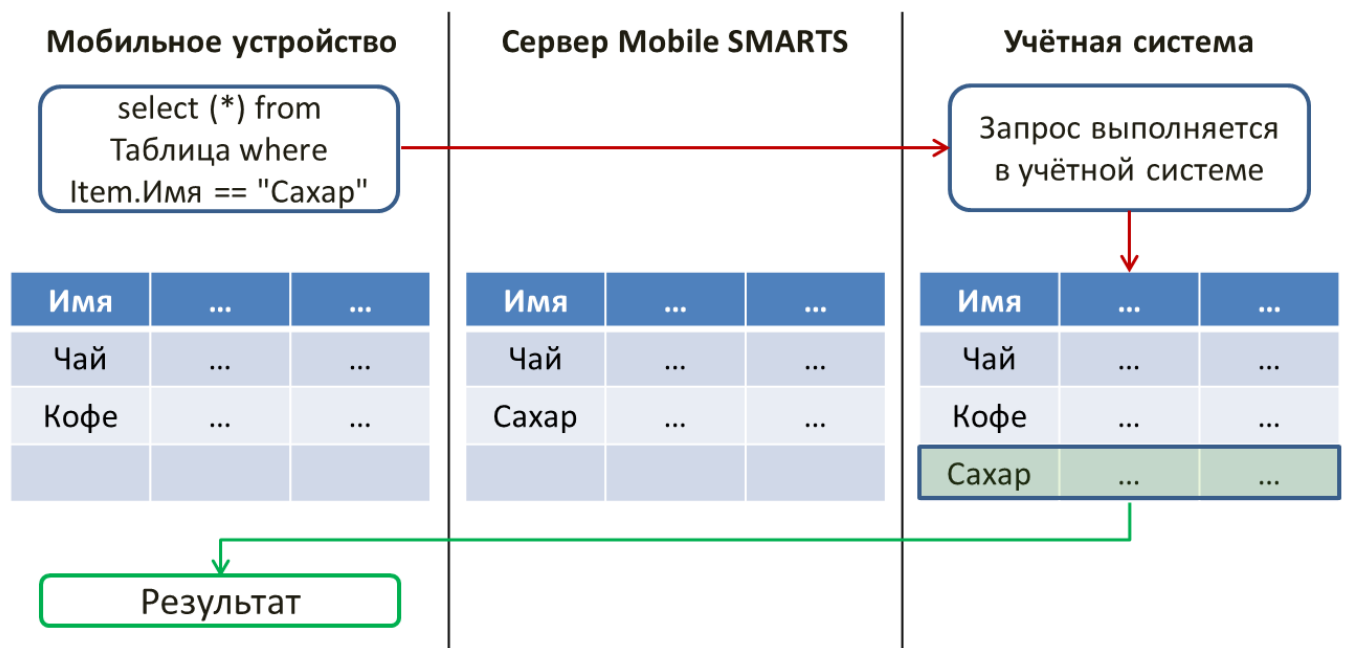 Мобильное устройство
Сервер Mobile SMARTS
Учётная система
select (*) from
Таблица where
Item.Имя == "Сахар"
Запрос выполняется
в учётной системе
Имя ... ...
Чай ... ...
Кофе ... ...
Имя ... ...
Чай ... ...
Сахар ... ...
Имя ... ...
Чай ... ...
Кофе ... ...
Сахар ... ...
Результат